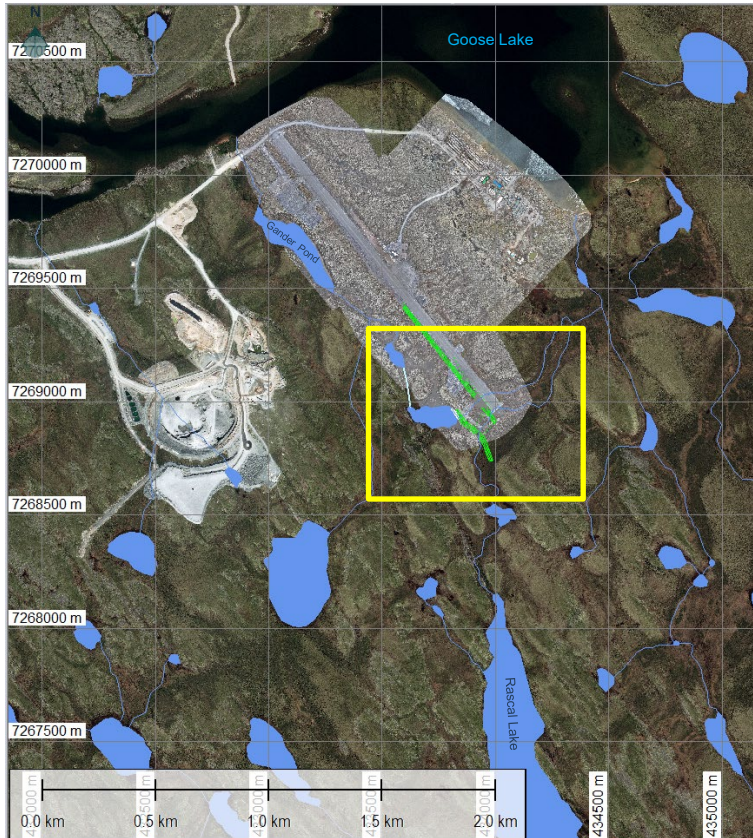 N
7270500 m
Goose Lake
7270000 m
Gander Pond
7269500 m
7269000 m
7268500 m
7268000 m
Rascal Lake
7267500 m
434500 m
435000 m
0.0 km
0.5 km
1.0 km
1.5 km
2.0 km